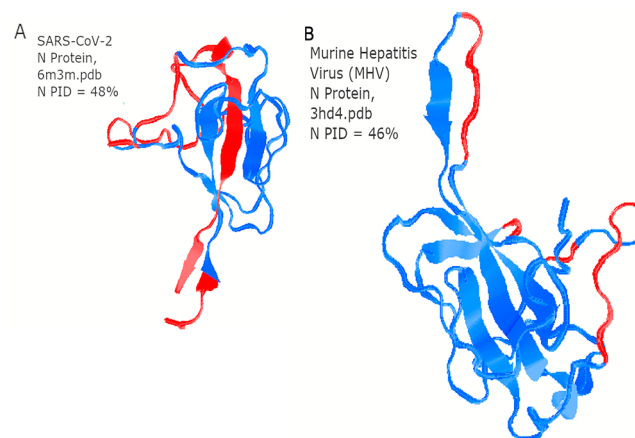 A
SARS-CoV-2
N Protein,
6m3m.pdb
N PID = 48%
B
Murine Hepatitis
Virus (MHV)
N Protein,
3hd4.pdb
N PID = 46%